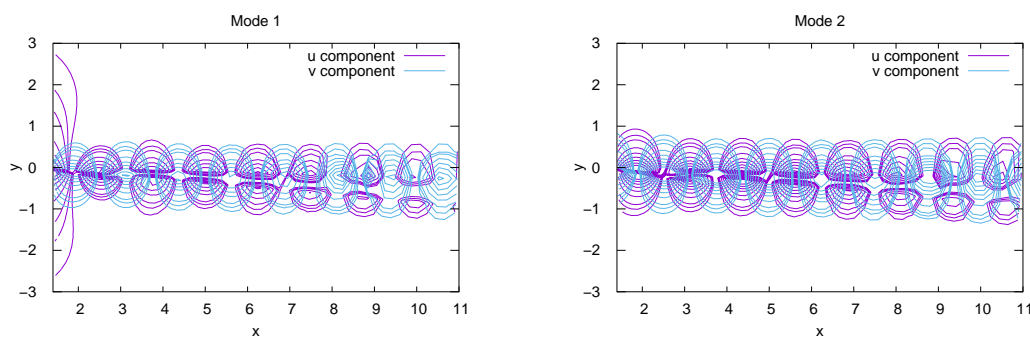 Mode 1
3
2
1
0
−1
−2
−3
y
u component
v component
2 3 4 5 6 7 8 9 10 11
x
Mode 2
3
2
1
0
−1
−2
−3
y
u component
v component
2 3 4 5 6 7 8 9 10 11
x